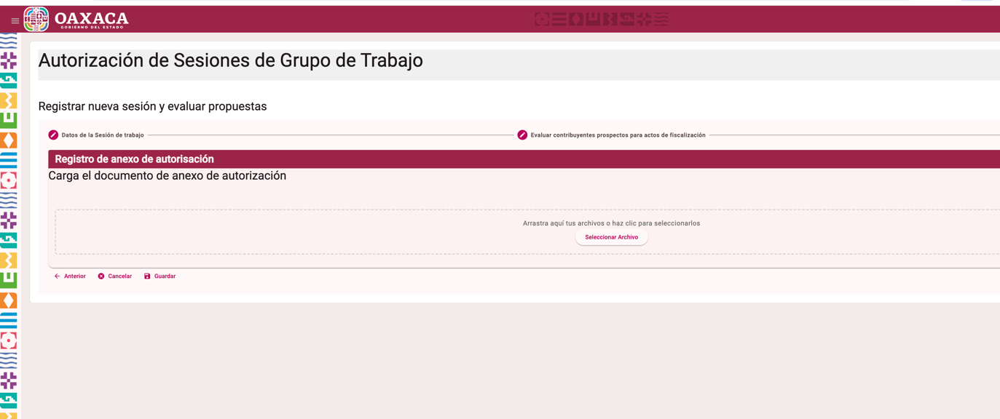 OAXACA
GOBIERNO DEL ESTADO
Autorización de Sesiones de Grupo de Trabajo
Registrar nueva sesión y evaluar propuestas
Datos de la Sesión de trabajo
Evaluar contribuyentes prospectos para actos de fiscalización
Registro de anexo de autorisación
Carga el documento de anexo de autorización
Arrastra aquí tus archivos o haz clic para seleccionarlos
Seleccionar Archivo
Anterior Cancelar Guardar